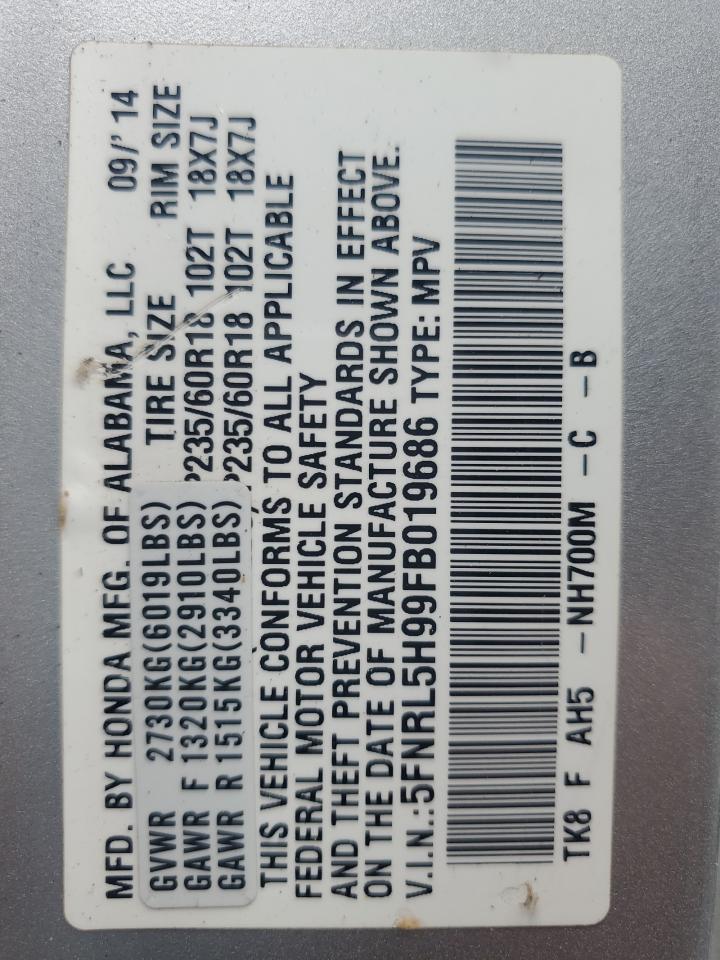 MFD. BY HONDA MFG. OF ALABAMA, LLC 09/'14
TIRE SIZE RIM SIZE
GVWR 2730KG(6019LBS)
GAWR F 1320KG(2910LBS) P235/60R18 102T 18X7J
GAWR R 1515KG(3340LBS) P235/60R18 102T 18X7J
THIS VEHICLE CONFORMS TO ALL APPLICABLE
FEDERAL MOTOR VEHICLE SAFETY
AND THEFT PREVENTION STANDARDS IN EFFECT
ON THE DATE OF MANUFACTURE SHOWN ABOVE.
V.I.N.:5FNRL5H99FB019686 TYPE: MPV
TK8 F AH5 -NH700M -C -B